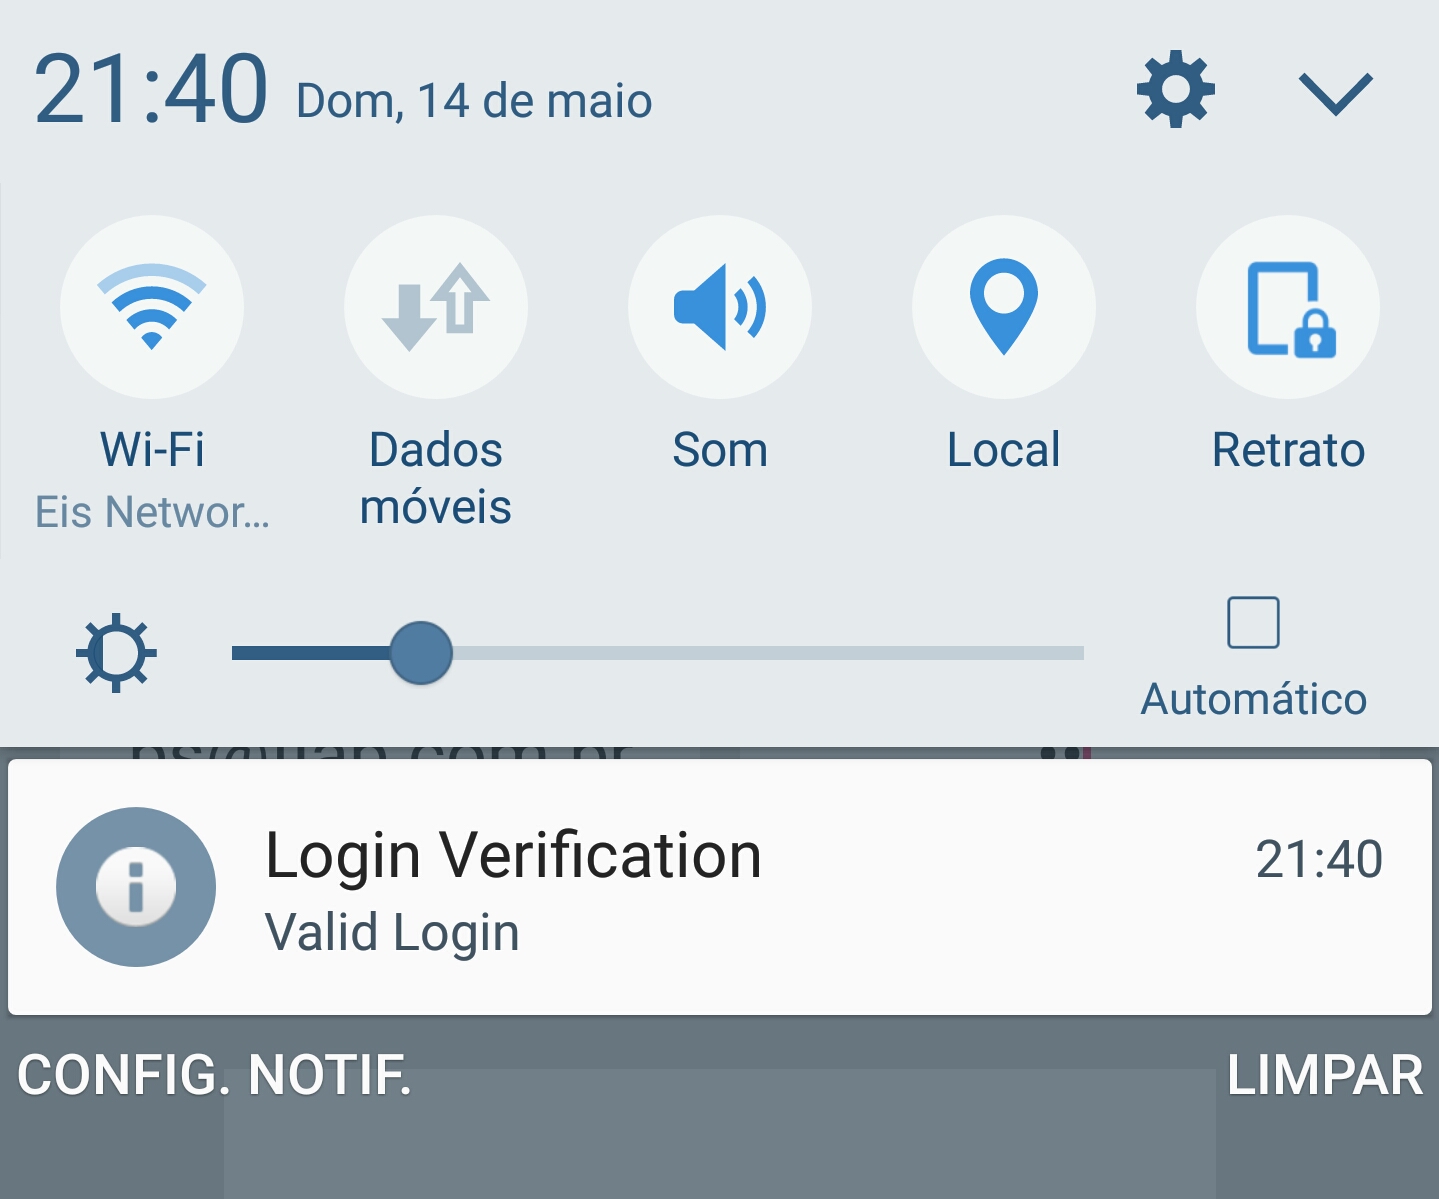 21:40 Dom, 14 de maio
Wi-Fi Dados móveis Som Local Retrato
Eis Networ...
Automático
Login Verification 21:40
Valid Login
CONFIG. NOTIF. LIMPAR